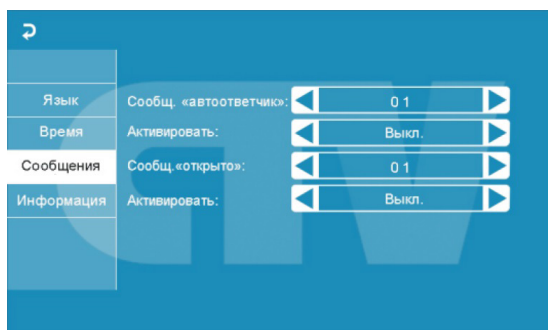 Язык
Сообщ. «автоответчик»: 0 1
Время
Активировать: Выкл.
Сообщения
Сообщ.«открыто»: 0 1
Информация
Активировать: Выкл.